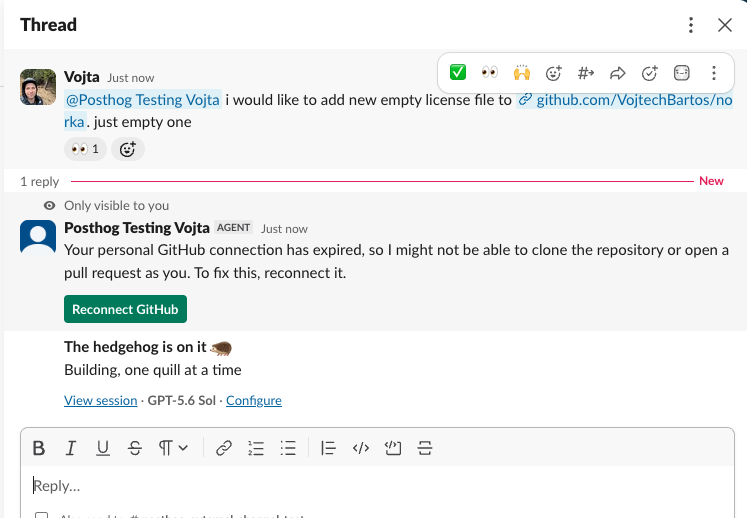 Thread
Vojta Just now
@Posthog Testing Vojta i would like to add new empty license file to github.com/VojtechBartos/no
rka. just empty one
1
1 reply
New
Only visible to you
Posthog Testing Vojta AGENT Just now
Your personal GitHub connection has expired, so I might not be able to clone the repository or open a
pull request as you. To fix this, reconnect it.
Reconnect GitHub
The hedgehog is on it
Building, one quill at a time
View session · GPT-5.6 Sol · Configure
Reply...